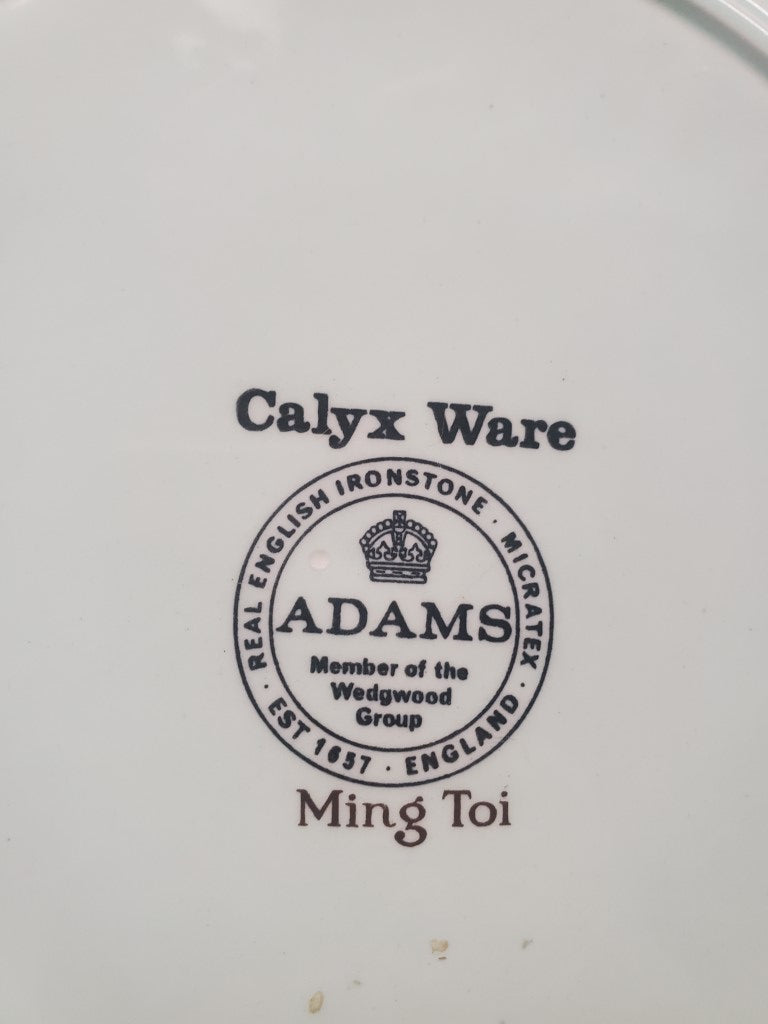 Calyx Ware
REAL ENGLISH IRONSTONE · MICRATEX ·
ADAMS
Member of the
Wedgwood
Group
· EST 1657 · ENGLAND
Ming Toi